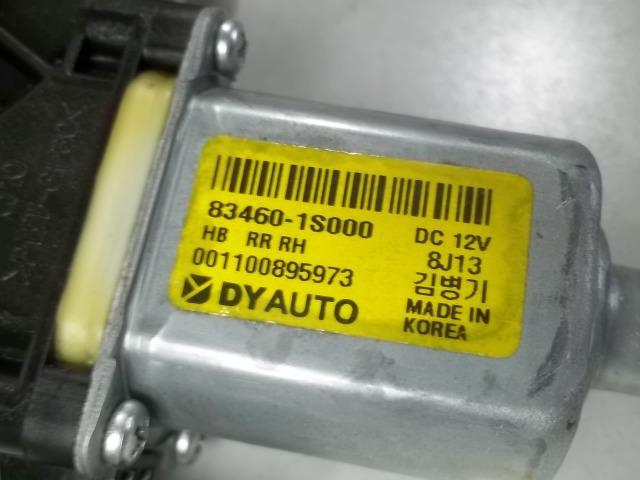 83460-1S000
DC 12V
HB RR RH
8J13
001100895973
김병기
DYAUTO
MADE IN
KOREA